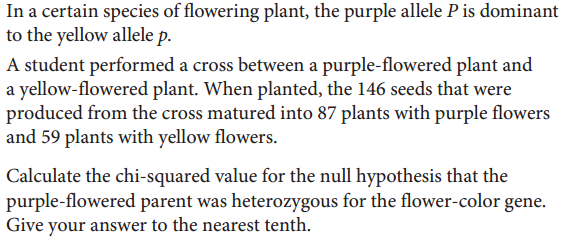 In a certain species of flowering plant, the purple allele P is dominant
to the yellow allele p.
A student performed a cross between a purple-flowered plant and
a yellow-flowered plant. When planted, the 146 seeds that were
produced from the cross matured into 87 plants with purple flowers
and 59 plants with yellow flowers.
Calculate the chi-squared value for the null hypothesis that the
purple-flowered parent was heterozygous for the flower-color gene.
Give your answer to the nearest tenth.